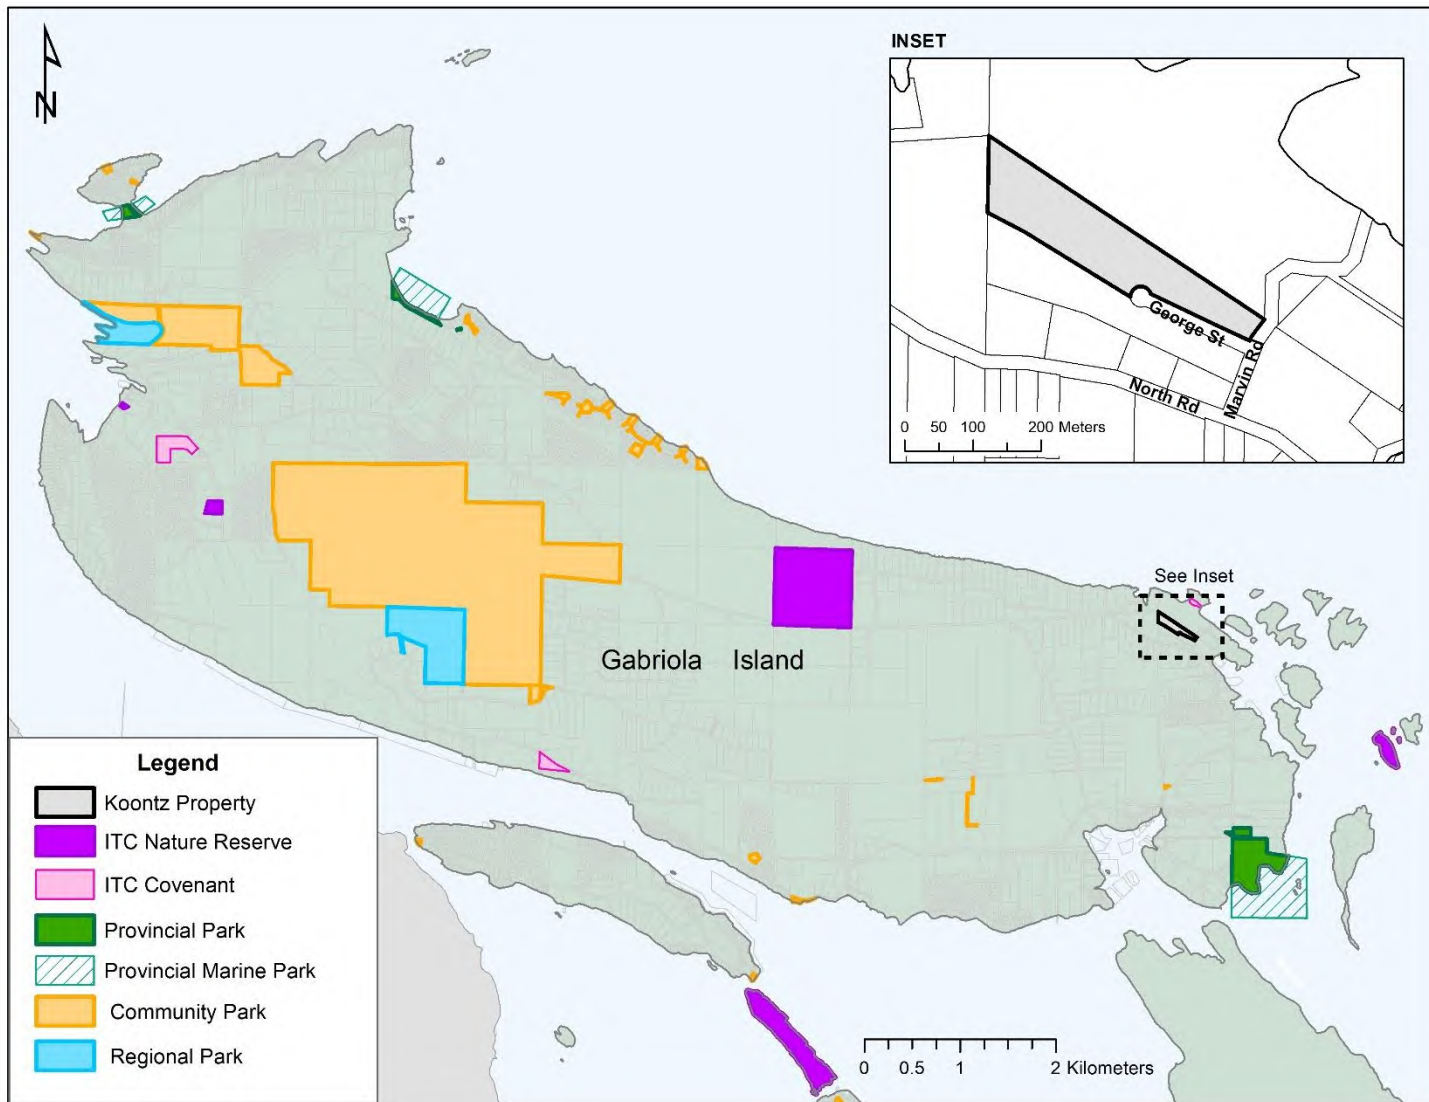 N
INSET
George St
Marvin Rd
North Rd
0 50 100 200 Meters
See Inset
Gabriola Island
Legend
Koontz Property
ITC Nature Reserve
ITC Covenant
Provincial Park
Provincial Marine Park
Community Park
Regional Park
0 0.5 1 2 Kilometers